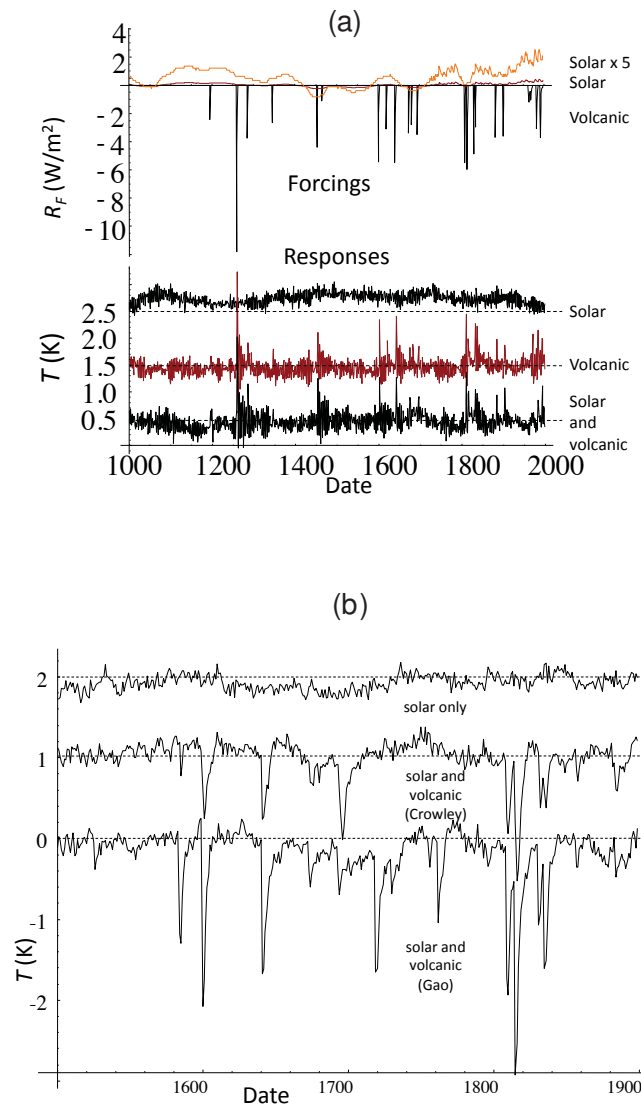 (a)
4
2
-2
-4
-6
-8
-10
R_F (W/m²)
Solar x 5
Solar
Volcanic
Forcings
Responses
2.5
2.0
1.5
1.0
0.5
T (K)
Solar
Volcanic
Solar
and
volcanic
1000 1200 1400 1600 1800 2000
Date
(b)
2
1
0
-1
-2
T (K)
solar only
solar and
volcanic
(Crowley)
solar and
volcanic
(Gao)
1600 1700 1800 1900
Date